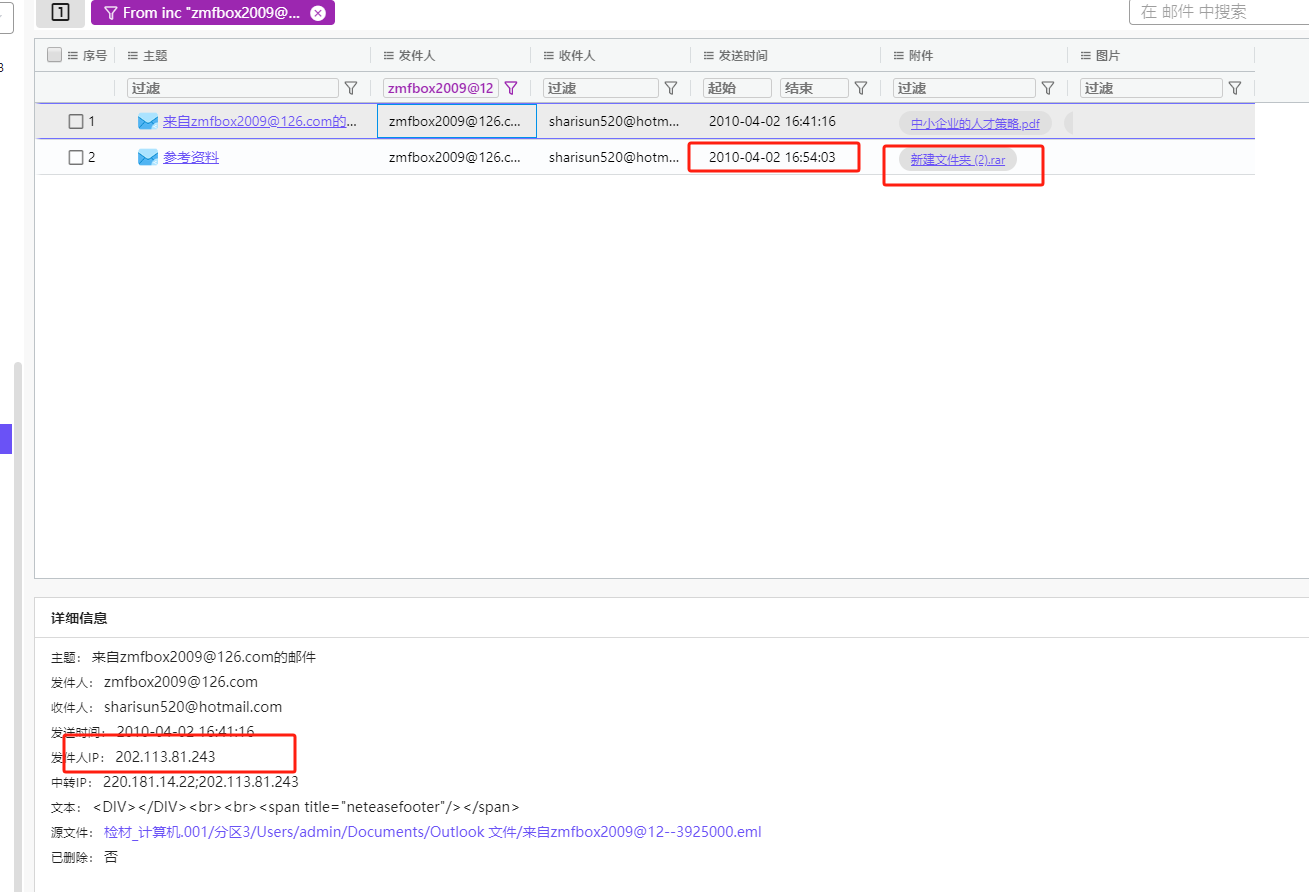 1 From inc "zmfbox2009@... 在 邮件 中搜索
序号 主题 发件人 收件人 发送时间 附件 图片
过滤 zmfbox2009@12 过滤 起始 结束 过滤 过滤
1 来自zmfbox2009@126.com的... zmfbox2009@126.c... sharisun520@hotm... 2010-04-02 16:41:16 中小企业的人才策略.pdf
2 参考资料 zmfbox2009@126.c... sharisun520@hotm... 2010-04-02 16:54:03 新建文件夹 (2).rar
详细信息
主题： 来自zmfbox2009@126.com的邮件
发件人： zmfbox2009@126.com
收件人： sharisun520@hotmail.com
发送时间： 2010-04-02 16:41:16
发件人IP： 202.113.81.243
中转IP： 220.181.14.22;202.113.81.243
文本： <DIV></DIV><br><br><span title="neteasefooter"/></span>
源文件： 检材_计算机.001/分区3/Users/admin/Documents/Outlook 文件/来自zmfbox2009@12--3925000.eml
已删除： 否